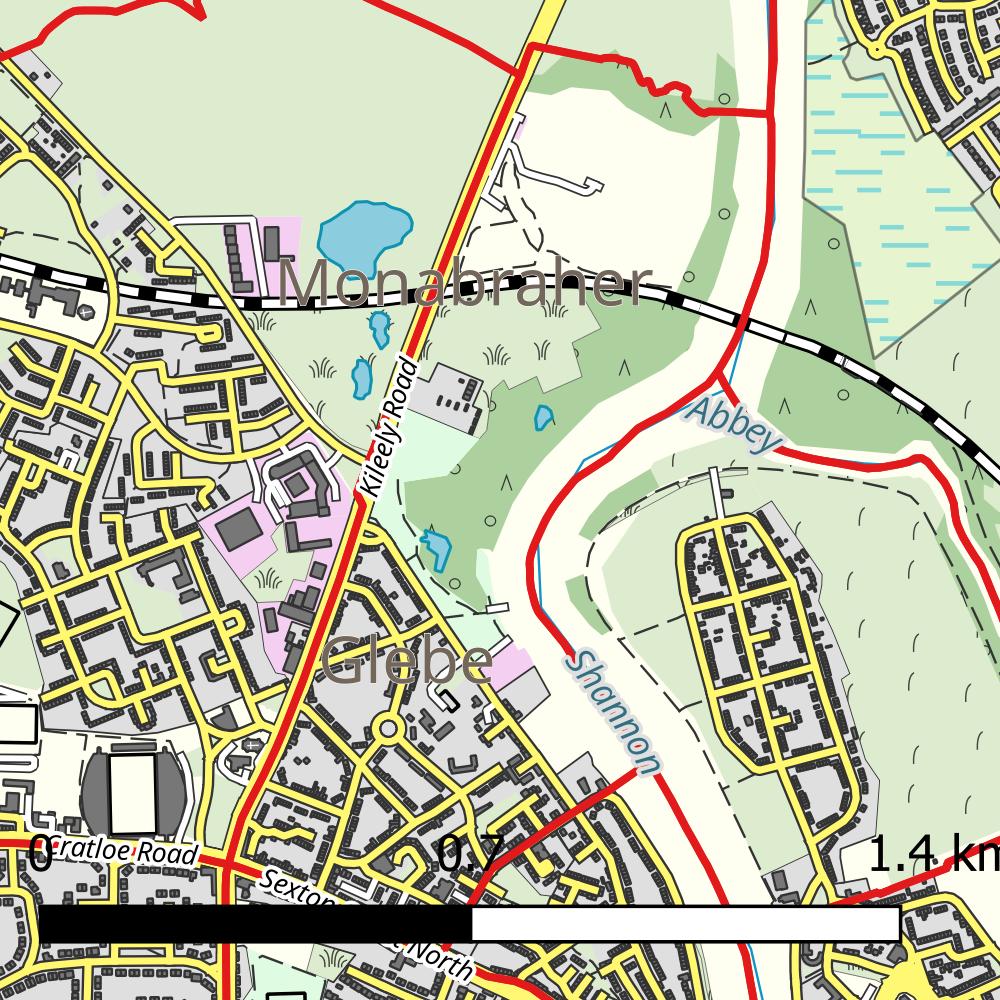 Monabraher
Kileely Road
Abbey
Glebe
Shannon
0
0.7
1.4 km
Cratloe Road
Sexton
North